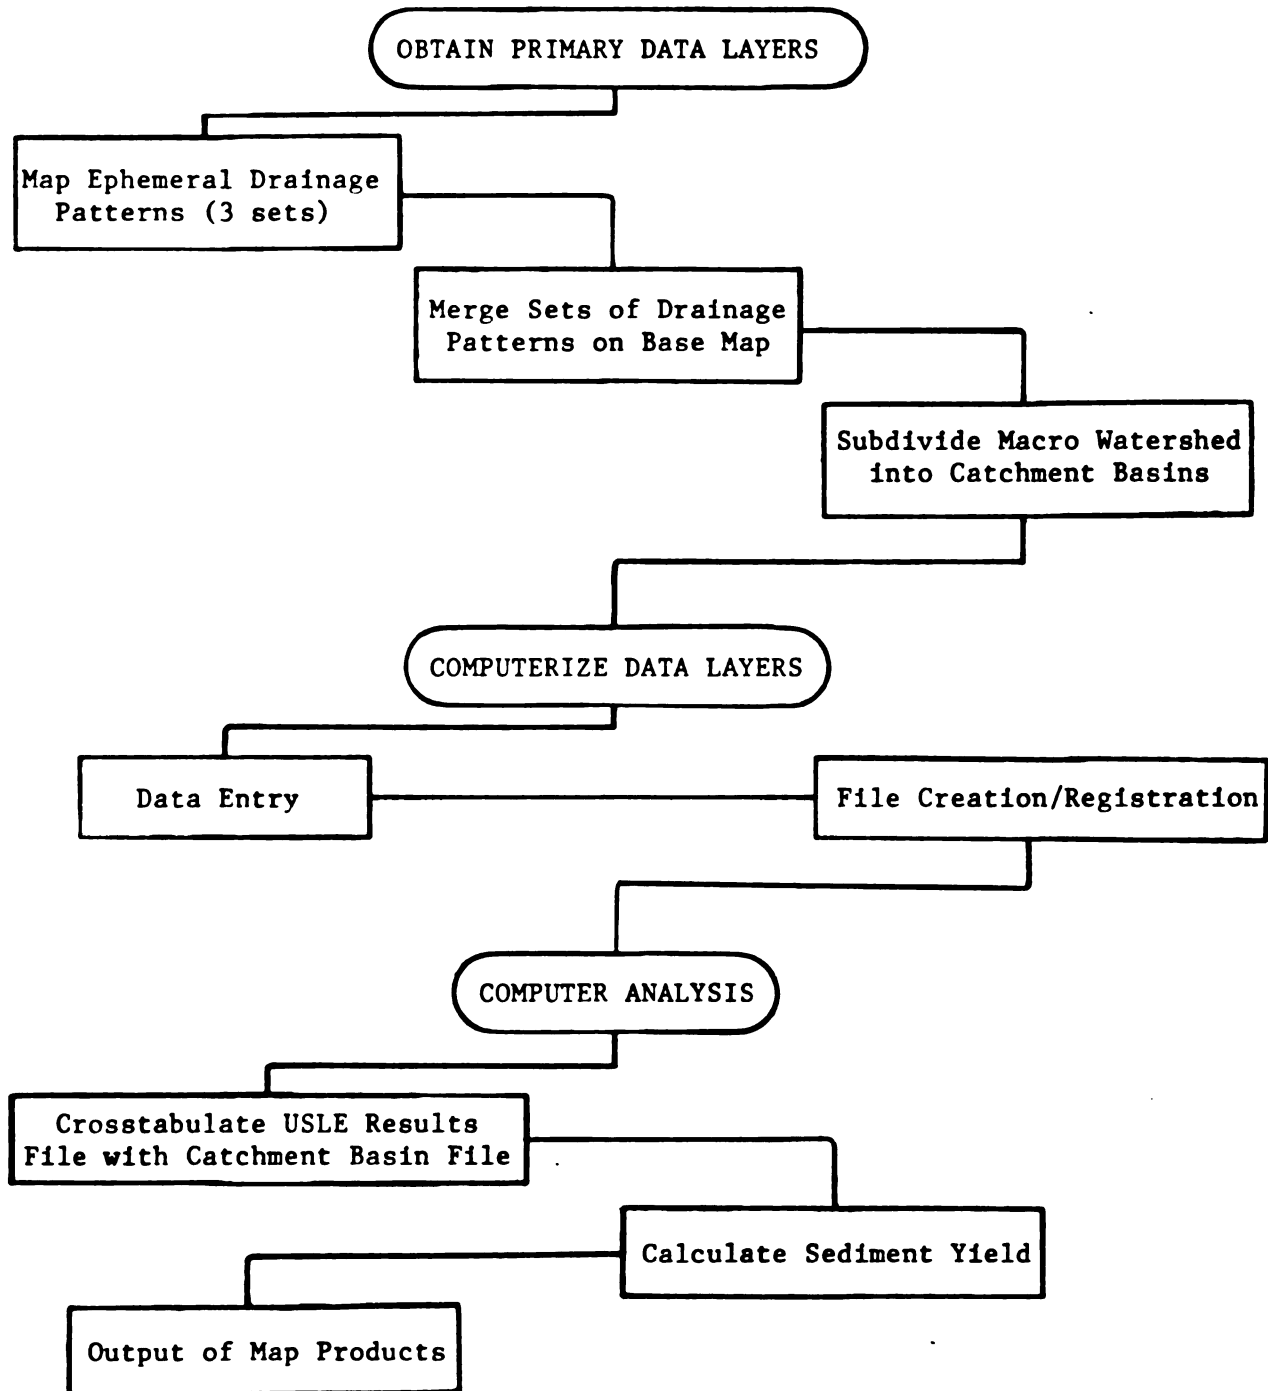 OBTAIN PRIMARY DATA LAYERS
Map Ephemeral Drainage
Patterns (3 sets)
Merge Sets of Drainage
Patterns on Base Map
Subdivide Macro Watershed
into Catchment Basins
COMPUTERIZE DATA LAYERS
Data Entry
File Creation/Registration
COMPUTER ANALYSIS
Crosstabulate USLE Results
File with Catchment Basin File
Calculate Sediment Yield
Output of Map Products